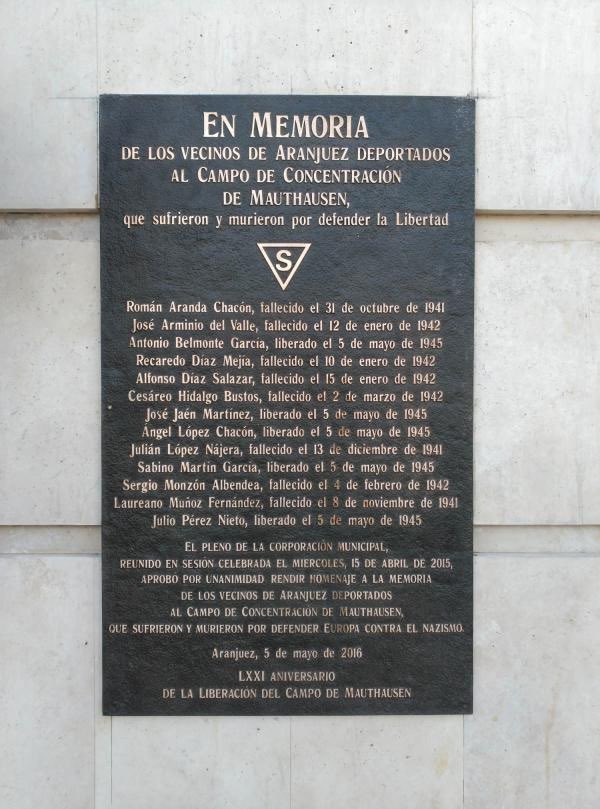 EN MEMORIA
DE LOS VECINOS DE ARANJUEZ DEPORTADOS
AL CAMPO DE CONCENTRACIÓN
DE MAUTHAUSEN,
que sufrieron y murieron por defender la Libertad
S
Román Aranda Chacón, fallecido el 31 de octubre de 1941
José Arminio del Valle, fallecido el 12 de enero de 1942
Antonio Belmonte García, liberado el 5 de mayo de 1945
Recaredo Díaz Mejía, fallecido el 10 de enero de 1942
Alfonso Díaz Salazar, fallecido el 15 de enero de 1942
Cesáreo Hidalgo Bustos, fallecido el 2 de marzo de 1942
José Jaén Martínez, liberado el 5 de mayo de 1945
Ángel López Chacón, liberado el 5 de mayo de 1945
Julián López Nájera, fallecido el 13 de diciembre de 1941
Sabino Martín García, liberado el 5 de mayo de 1945
Sergio Monzón Albendea, fallecido el 4 de febrero de 1942
Laureano Muñoz Fernández, fallecido el 8 de noviembre de 1941
Julio Pérez Nieto, liberado el 5 de mayo de 1945
EL PLENO DE LA CORPORACIÓN MUNICIPAL,
REUNIDO EN SESIÓN CELEBRADA EL MIÉRCOLES, 15 DE ABRIL DE 2015,
APROBÓ POR UNANIMIDAD RENDIR HOMENAJE A LA MEMORIA
DE LOS VECINOS DE ARANJUEZ DEPORTADOS
AL CAMPO DE CONCENTRACIÓN DE MAUTHAUSEN,
QUE SUFRIERON Y MURIERON POR DEFENDER EUROPA CONTRA EL NAZISMO.
Aranjuez, 5 de mayo de 2016
LXXI ANIVERSARIO
DE LA LIBERACIÓN DEL CAMPO DE MAUTHAUSEN